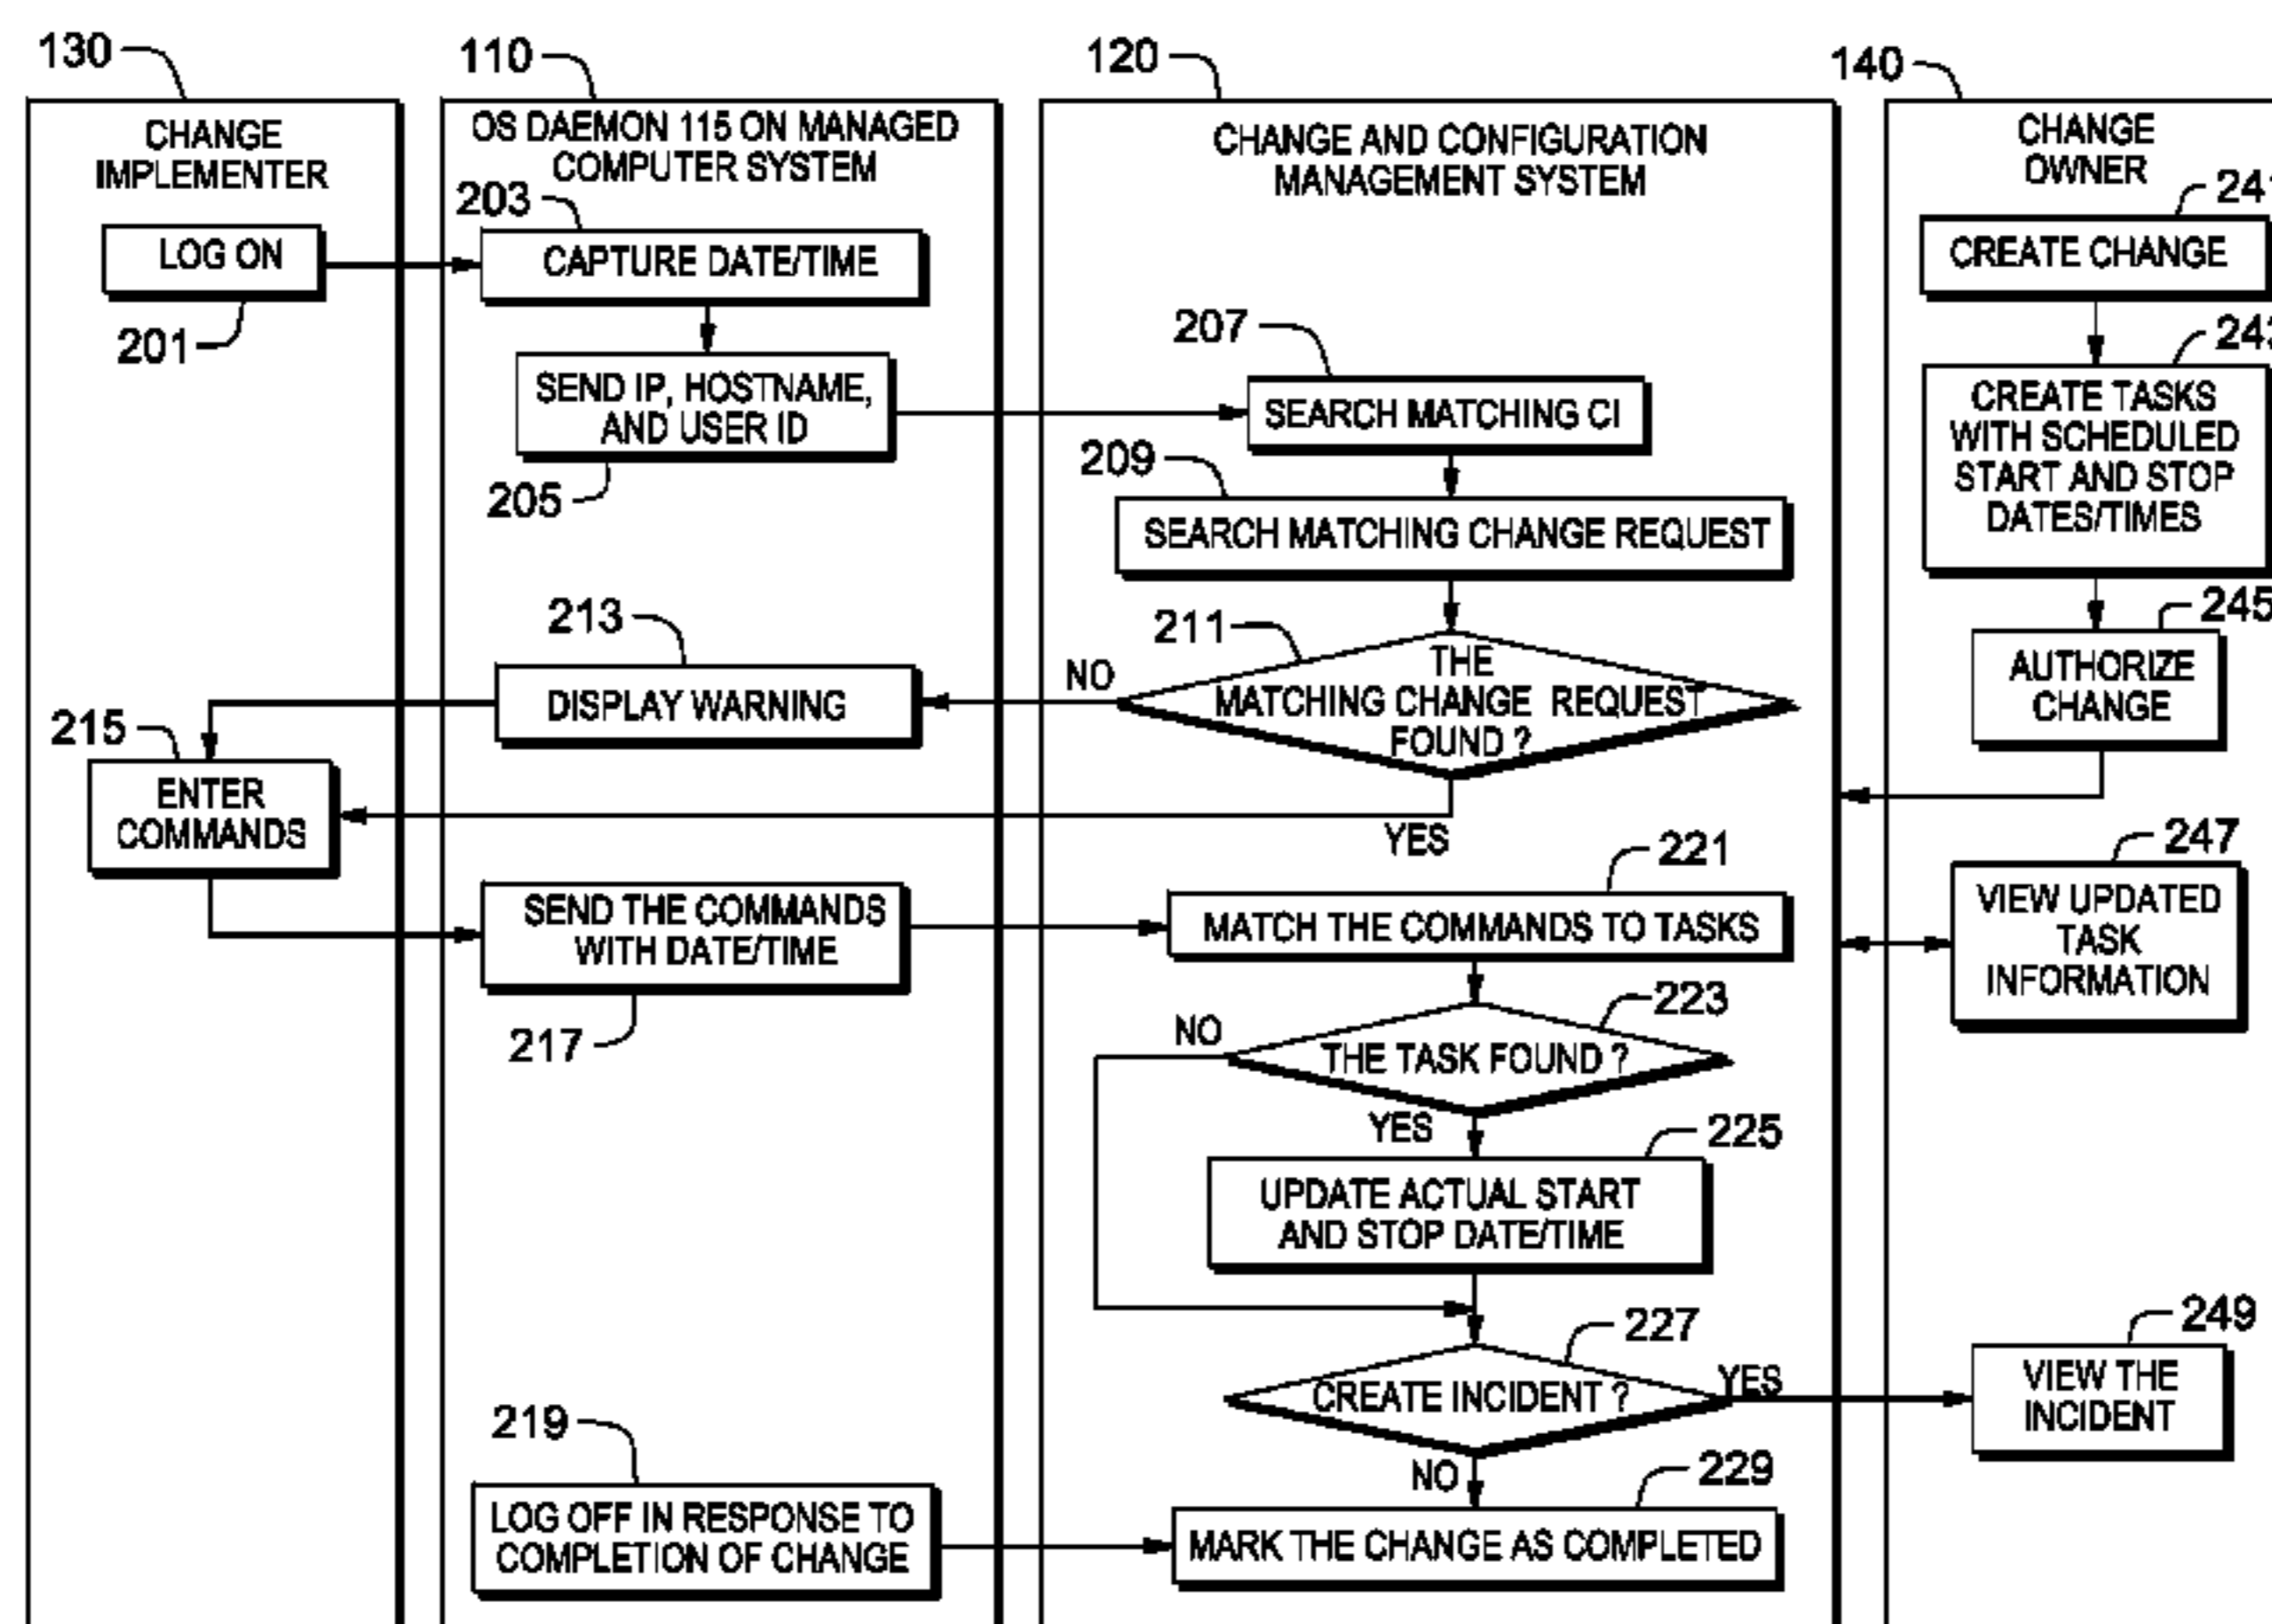 130
CHANGE
IMPLEMENTER
LOG ON
201
215
ENTER
COMMANDS
110
OS DAEMON 115 ON MANAGED
COMPUTER SYSTEM
203
CAPTURE DATE/TIME
SEND IP, HOSTNAME,
AND USER ID
205
213
DISPLAY WARNING
SEND THE COMMANDS
WITH DATE/TIME
217
219
LOG OFF IN RESPONSE TO
COMPLETION OF CHANGE
120
CHANGE AND CONFIGURATION
MANAGEMENT SYSTEM
207
SEARCH MATCHING CI
209
SEARCH MATCHING CHANGE REQUEST
211
THE
MATCHING CHANGE REQUEST
FOUND ?
NO
YES
221
MATCH THE COMMANDS TO TASKS
223
NO
THE TASK FOUND ?
YES
225
UPDATE ACTUAL START
AND STOP DATE/TIME
227
CREATE INCIDENT ?
YES
NO
229
MARK THE CHANGE AS COMPLETED
140
CHANGE
OWNER
CREATE CHANGE
CREATE TASKS
WITH SCHEDULED
START AND STOP
DATES/TIMES
245
AUTHORIZE
CHANGE
247
VIEW UPDATED
TASK
INFORMATION
249
VIEW THE
INCIDENT